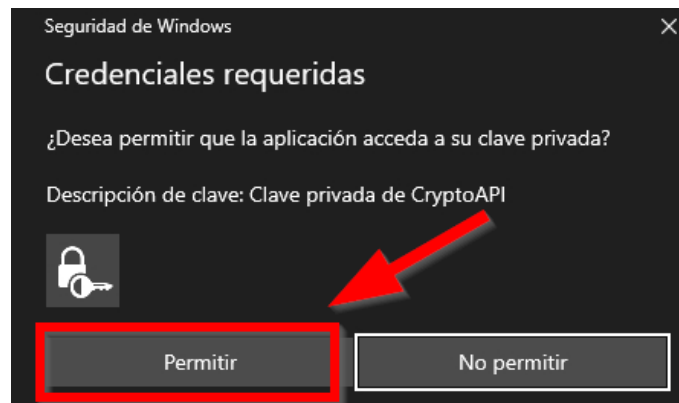 Seguridad de Windows
Credenciales requeridas
¿Desea permitir que la aplicación acceda a su clave privada?
Descripción de clave: Clave privada de CryptoAPI
Permitir
No permitir